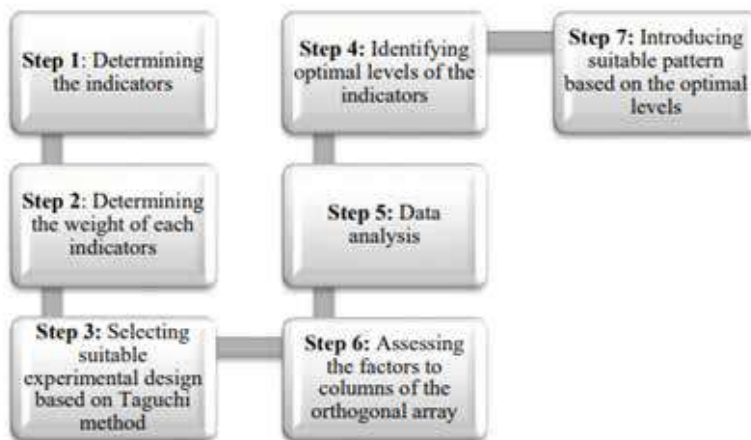 Step 1: Determining
the indicators
Step 2: Determining
the weight of each
indicators
Step 3: Selecting
suitable
experimental design
based on Taguchi
method
Step 4: Identifying
optimal levels of the
indicators
Step 5: Data
analysis
Step 6: Assessing
the factors to
columns of the
orthogonal array
Step 7: Introducing
suitable pattern
based on the optimal
levels